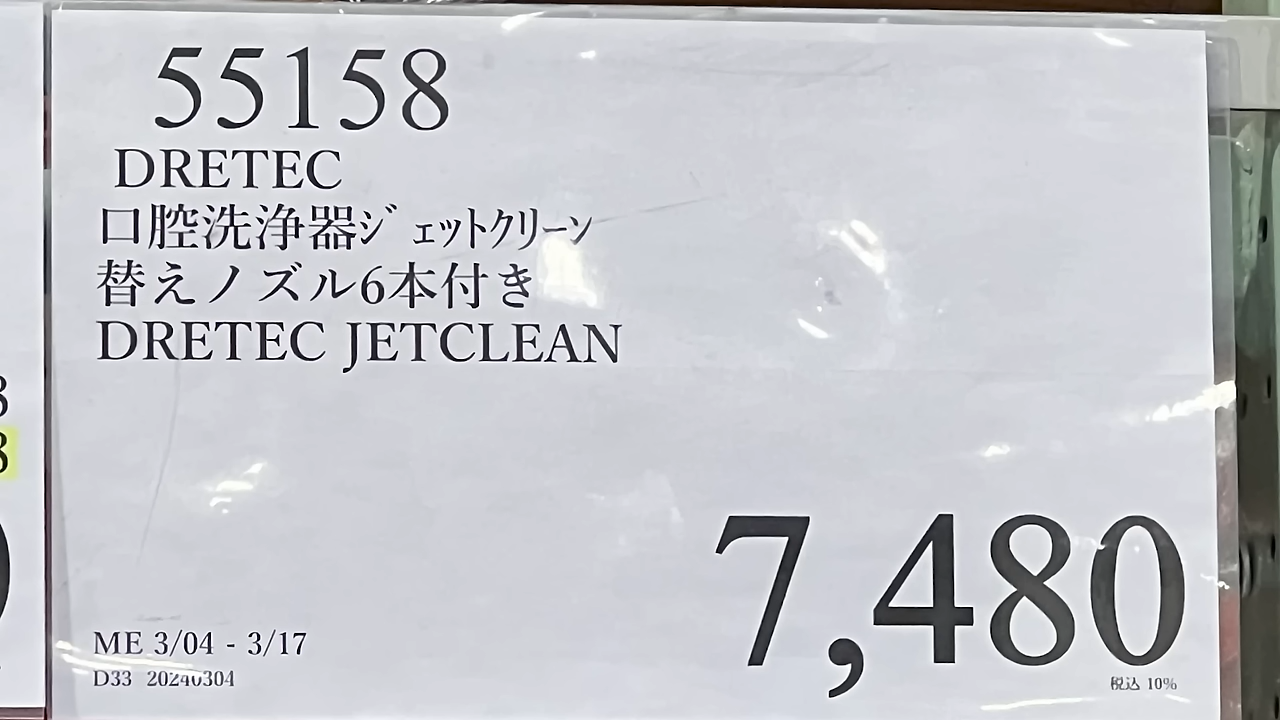 55158
DRETEC
口腔洗浄器ｼﾞｪｯﾄｸﾘｰﾝ
替えノズル6本付き
DRETEC JETCLEAN
7,480
ME 3/04 - 3/17
D33 20240304
税込 10%